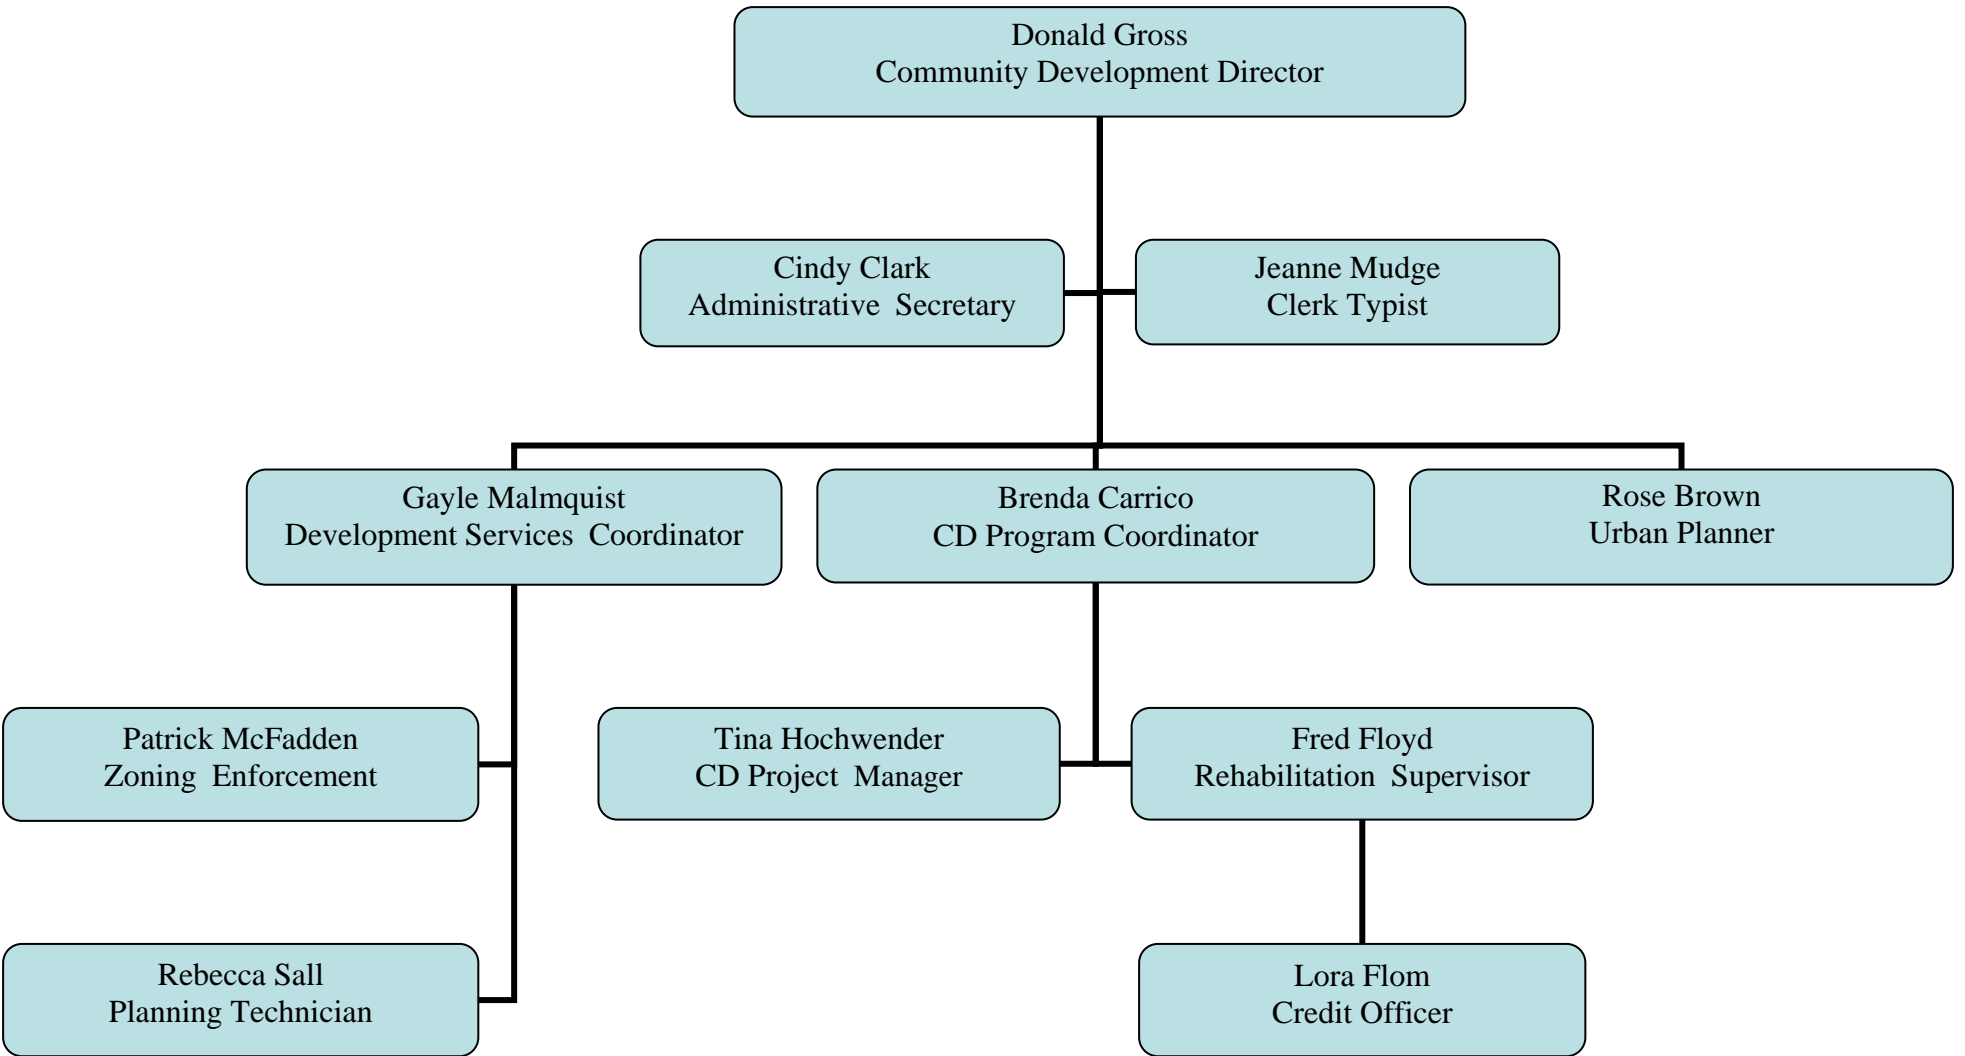 Donald Gross
Community Development Director
Cindy Clark
Administrative Secretary
Jeanne Mudge
Clerk Typist
Gayle Malmquist
Development Services Coordinator
Brenda Carrico
CD Program Coordinator
Rose Brown
Urban Planner
Patrick McFadden
Zoning Enforcement
Tina Hochwender
CD Project Manager
Fred Floyd
Rehabilitation Supervisor
Rebecca Sall
Planning Technician
Lora Flom
Credit Officer